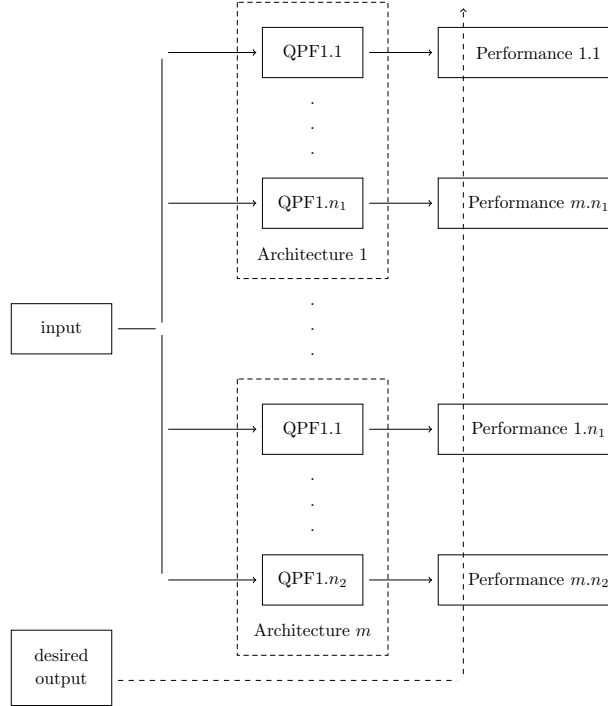 QPF1.1
Performance 1.1
.
.
.
QPF1.n₁
Performance m.n₁
Architecture 1
.
.
.
input
QPF1.1
Performance 1.n₁
.
.
.
QPF1.n₂
Performance m.n₂
Architecture m
desired
output